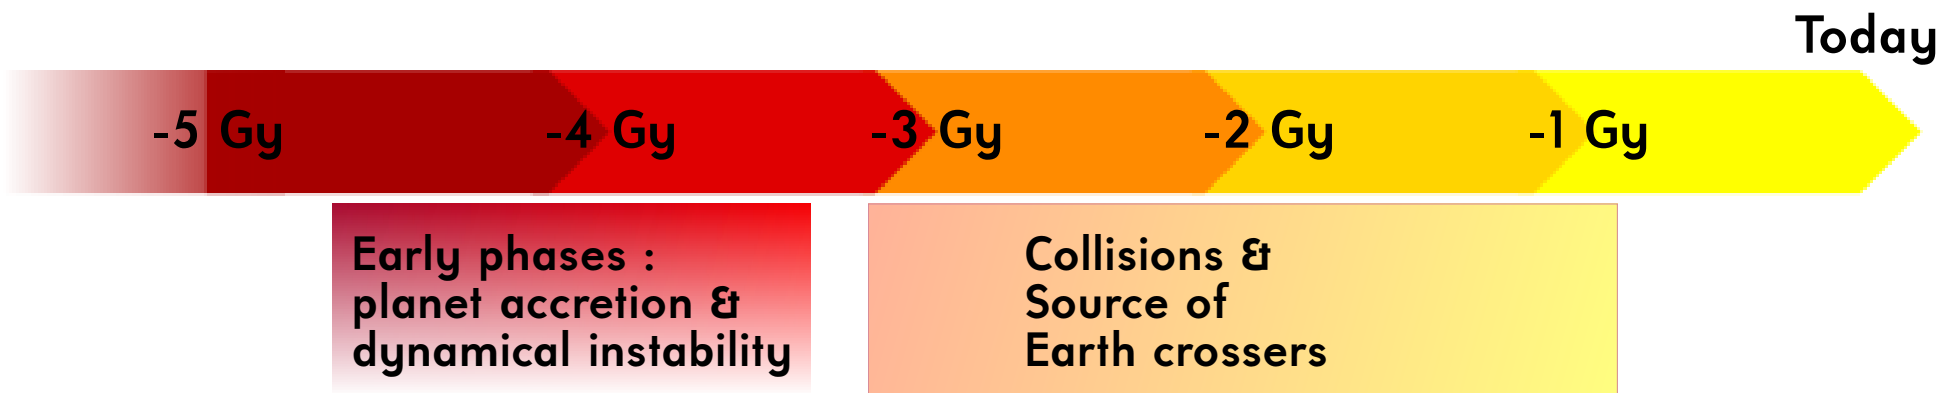 Today
-5 Gy
-4 Gy
-3 Gy
-2 Gy
-1 Gy
Early phases :
planet accretion &
dynamical instability
Collisions &
Source of
Earth crossers